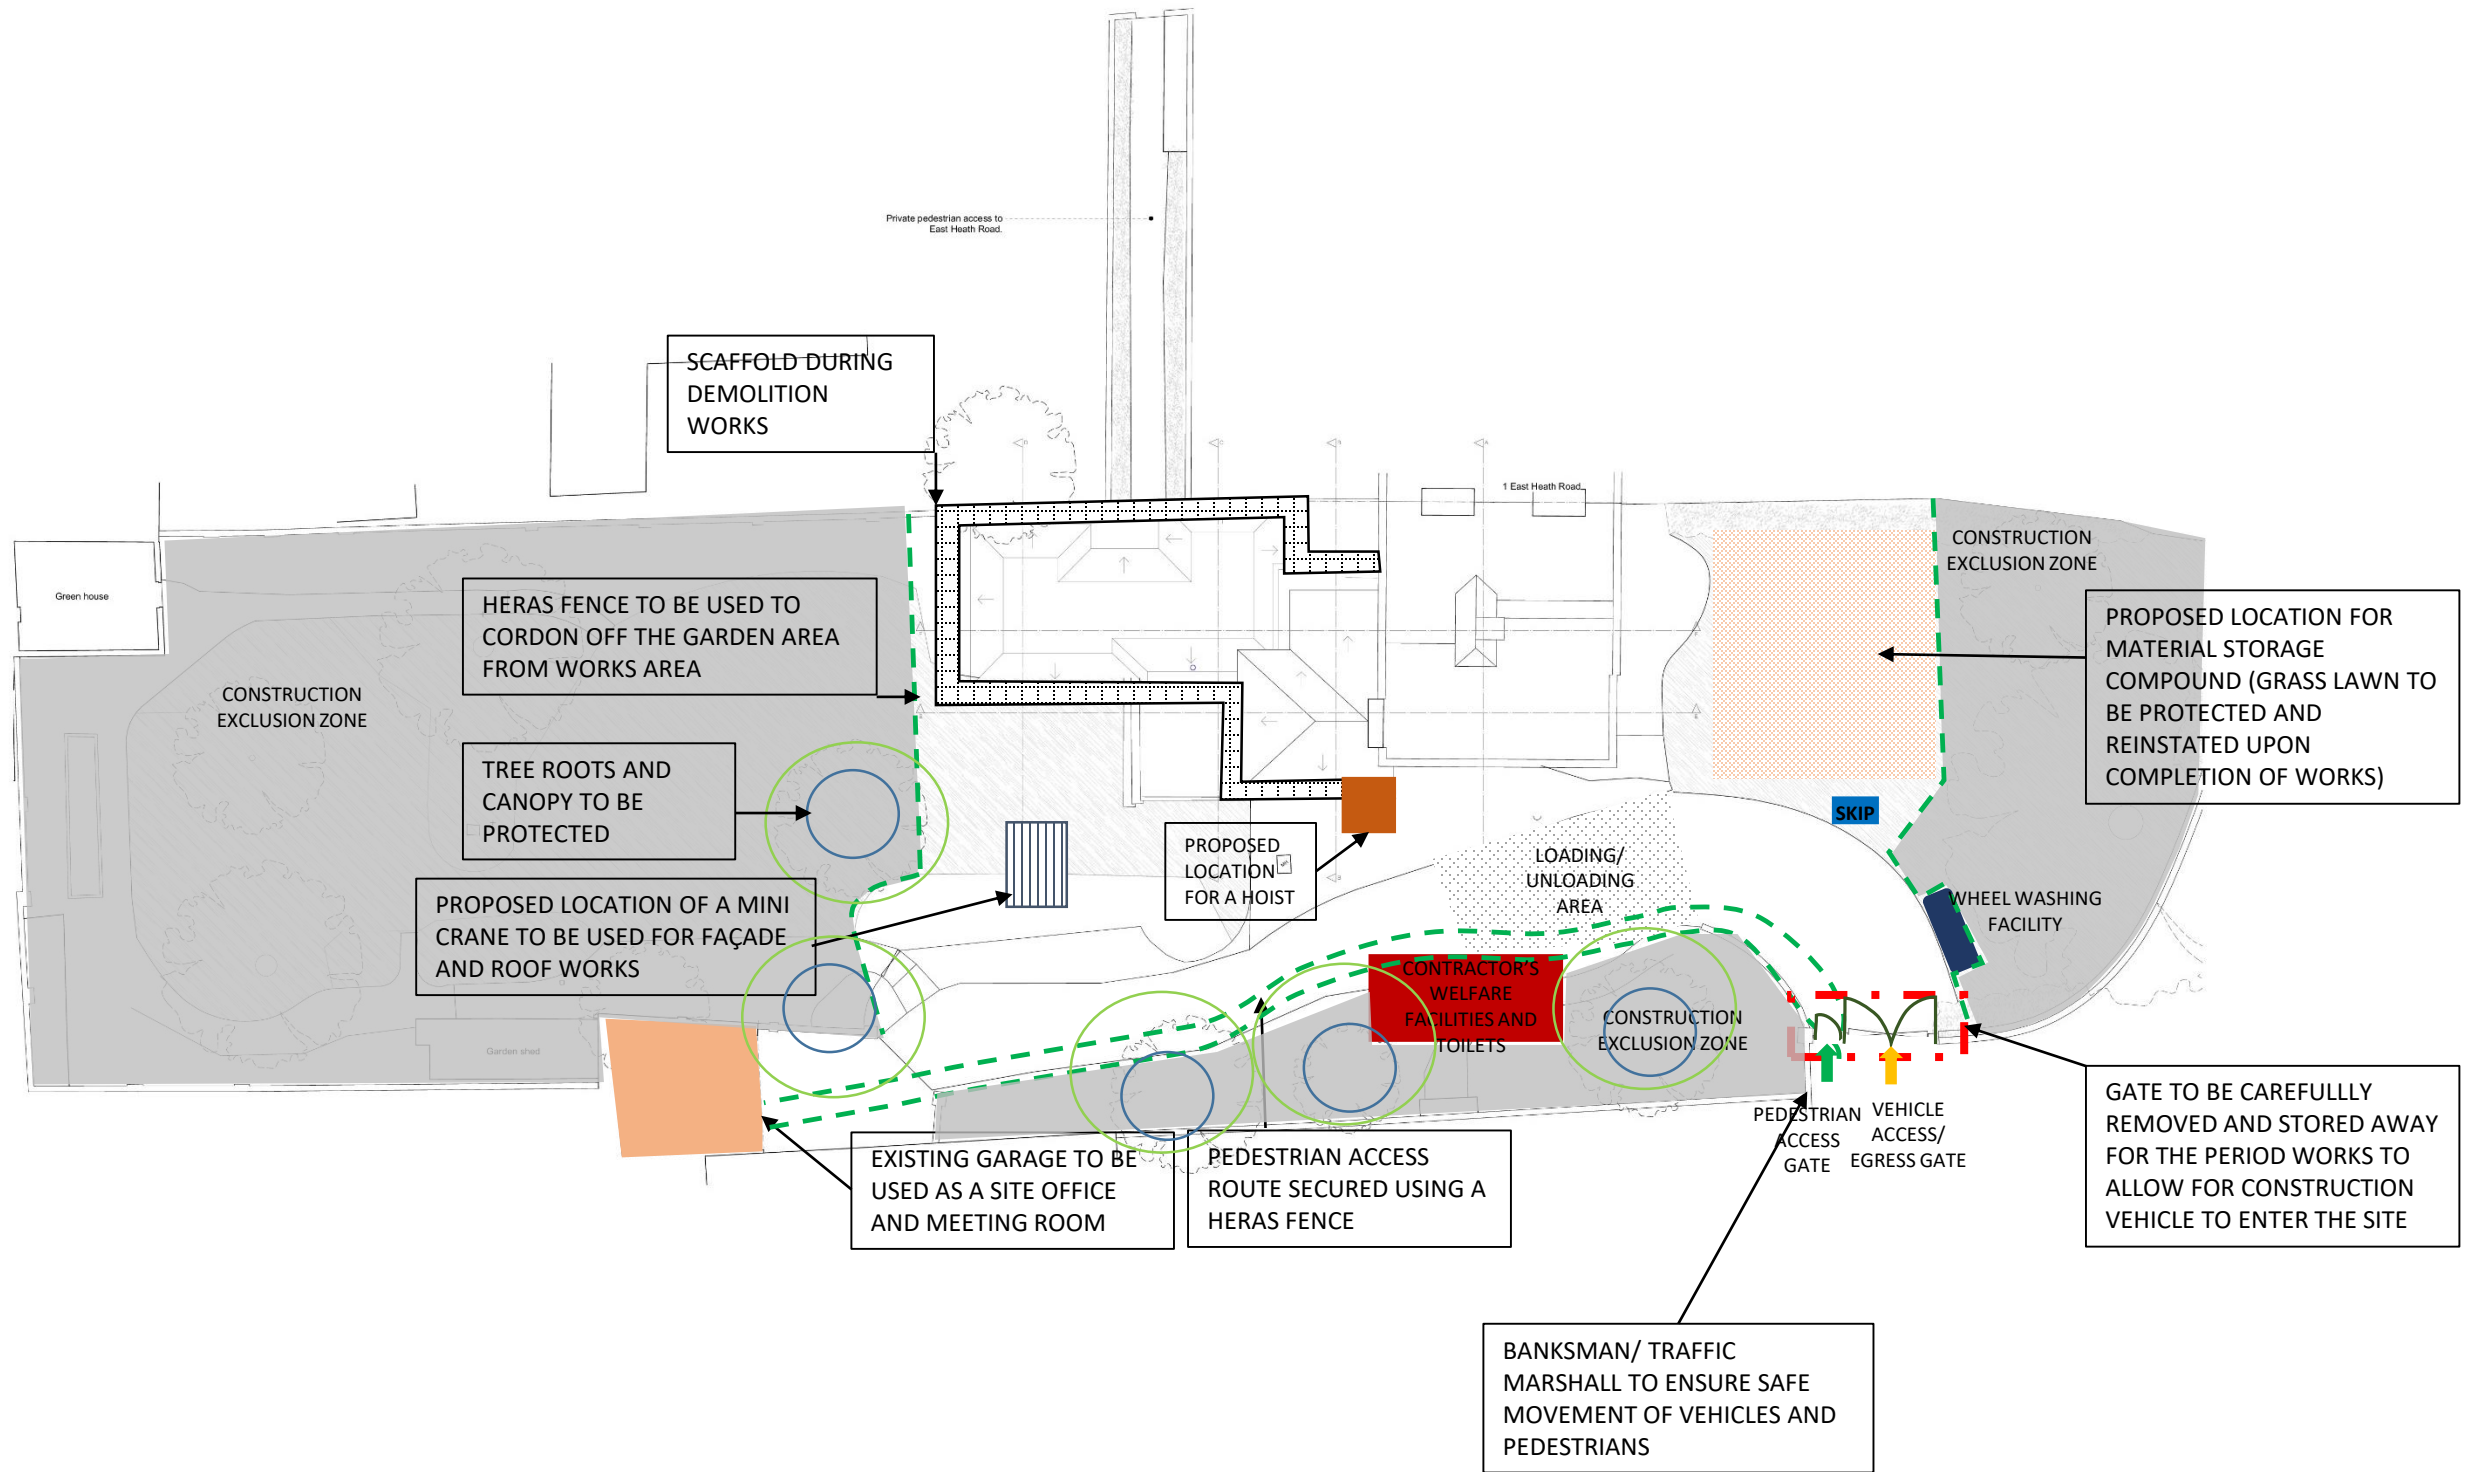 Private pedestrian access to
East Heath Road.
SCAFFOLD DURING
DEMOLITION
WORKS
1 East Heath Road
Green house
CONSTRUCTION
EXCLUSION ZONE
HERAS FENCE TO BE USED TO
CORDON OFF THE GARDEN AREA
FROM WORKS AREA
CONSTRUCTION
EXCLUSION ZONE
PROPOSED LOCATION FOR
MATERIAL STORAGE
COMPOUND (GRASS LAWN TO
BE PROTECTED AND
REINSTATED UPON
COMPLETION OF WORKS)
TREE ROOTS AND
CANOPY TO BE
PROTECTED
SKIP
PROPOSED
LOCATION
FOR A HOIST
LOADING/
UNLOADING
AREA
PROPOSED LOCATION OF A MINI
CRANE TO BE USED FOR FAÇADE
AND ROOF WORKS
WHEEL WASHING
FACILITY
CONTRACTOR'S
WELFARE
FACILITIES AND
TOILETS
CONSTRUCTION
EXCLUSION ZONE
Garden shed
PEDESTRIAN
ACCESS
GATE
VEHICLE
ACCESS/
EGRESS GATE
GATE TO BE CAREFULLLY
REMOVED AND STORED AWAY
FOR THE PERIOD WORKS TO
ALLOW FOR CONSTRUCTION
VEHICLE TO ENTER THE SITE
EXISTING GARAGE TO BE
USED AS A SITE OFFICE
AND MEETING ROOM
PEDESTRIAN ACCESS
ROUTE SECURED USING A
HERAS FENCE
BANKSMAN/ TRAFFIC
MARSHALL TO ENSURE SAFE
MOVEMENT OF VEHICLES AND
PEDESTRIANS